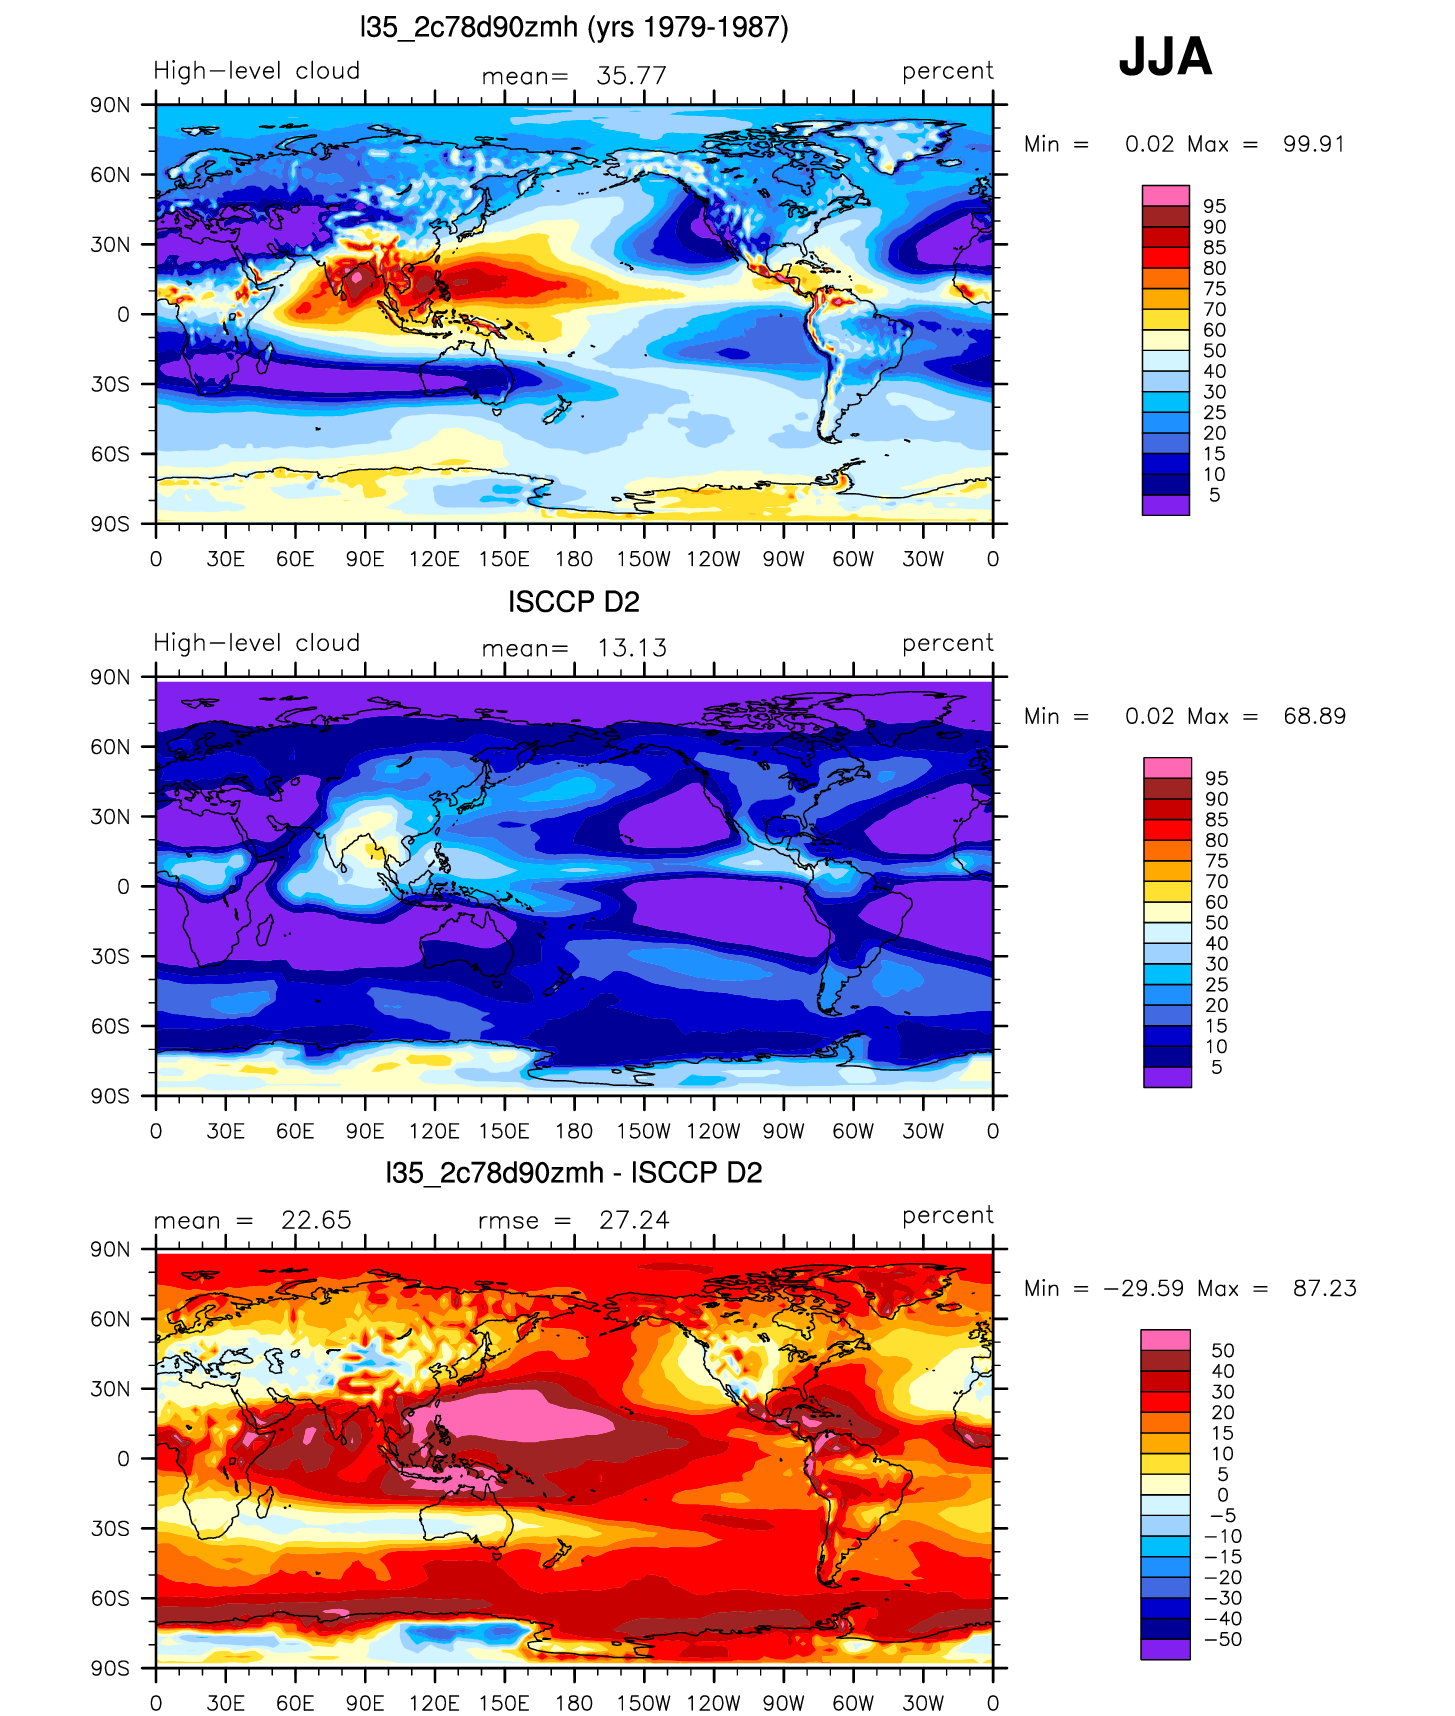 l35_2c78d90zmh (yrs 1979-1987)
JJA
High-level cloud mean= 35.77 percent
Min = 0.02 Max = 99.91
90N
60N
30N
0
30S
60S
90S
0 30E 60E 90E 120E 150E 180 150W 120W 90W 60W 30W 0
95
90
85
80
75
70
60
50
40
30
25
20
15
10
5
ISCCP D2
High-level cloud mean= 13.13 percent
Min = 0.02 Max = 68.89
90N
60N
30N
0
30S
60S
90S
0 30E 60E 90E 120E 150E 180 150W 120W 90W 60W 30W 0
95
90
85
80
75
70
60
50
40
30
25
20
15
10
5
l35_2c78d90zmh - ISCCP D2
mean = 22.65 rmse = 27.24 percent
Min = -29.59 Max = 87.23
90N
60N
30N
0
30S
60S
90S
0 30E 60E 90E 120E 150E 180 150W 120W 90W 60W 30W 0
50
40
30
20
15
10
5
0
-5
-10
-15
-20
-30
-40
-50